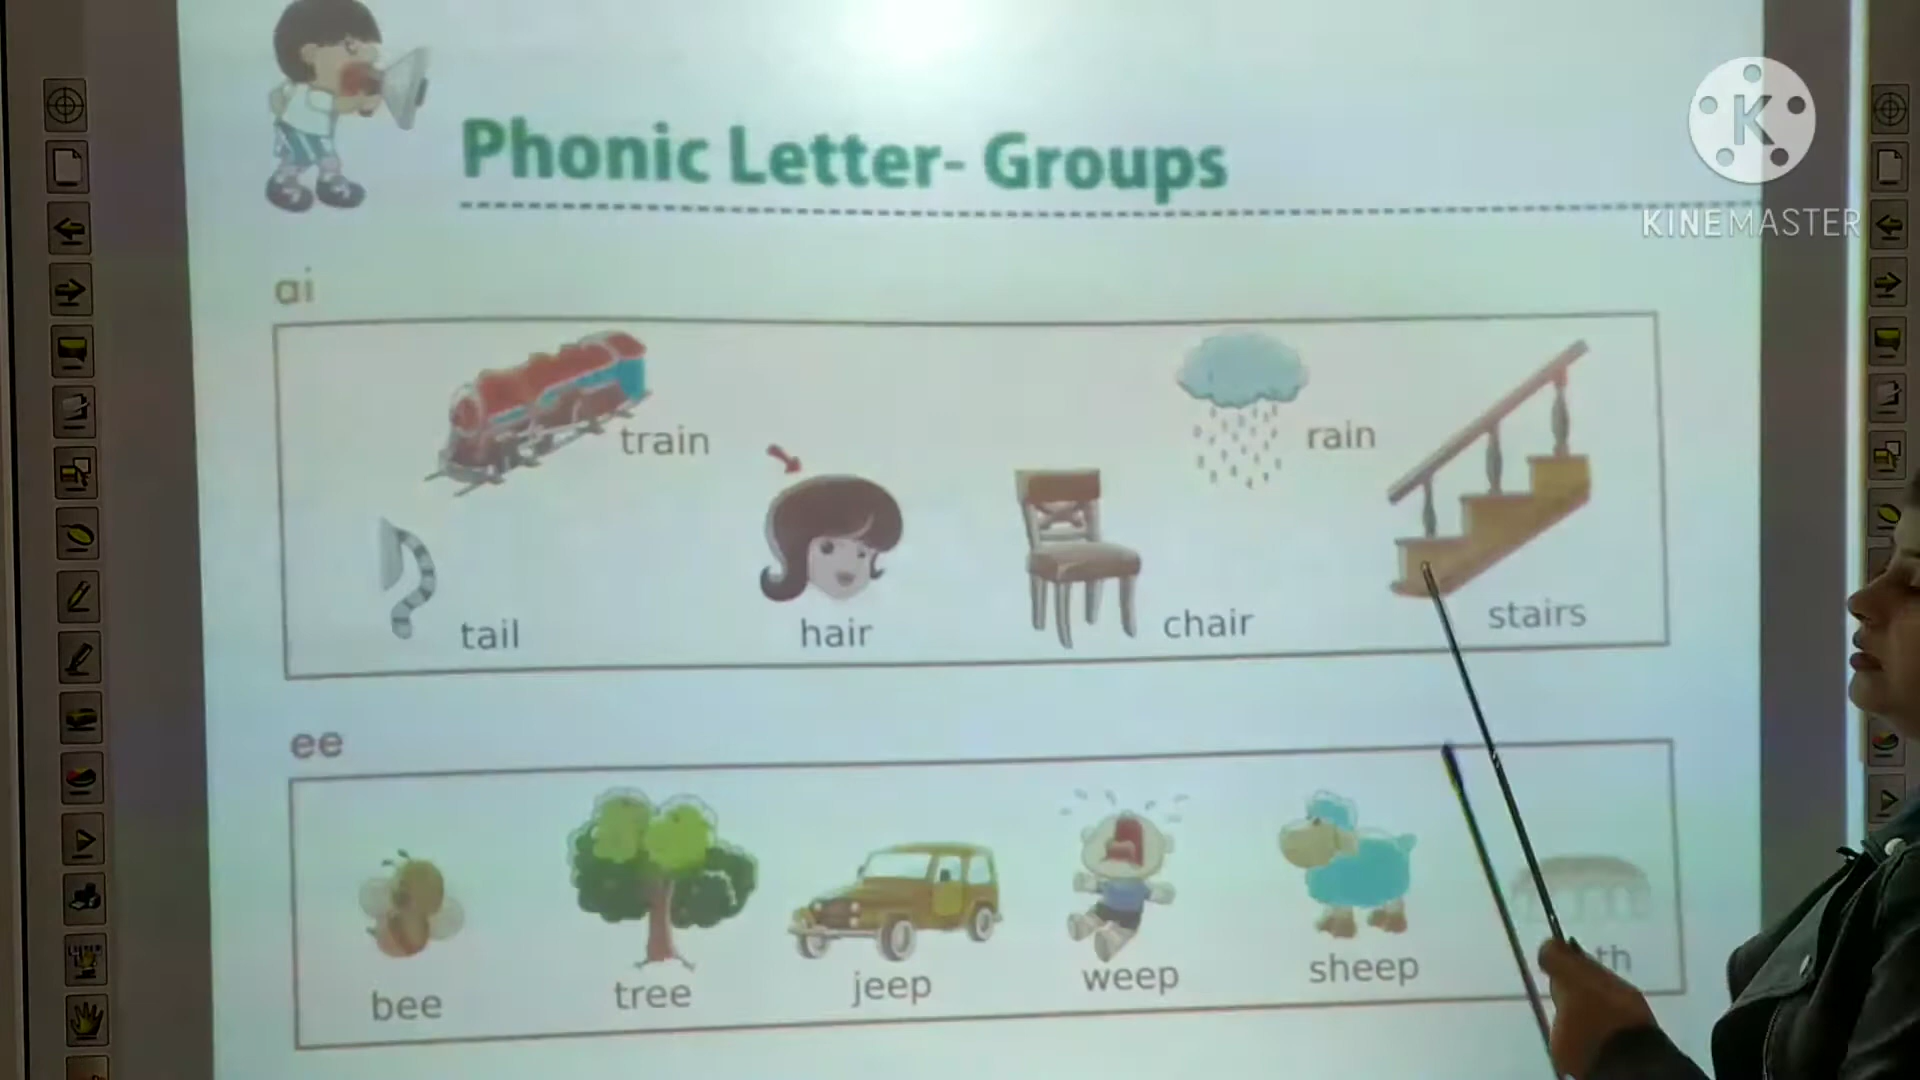 Phonic Letter- Groups
K
KINEMASTER
ai
train
rain
tail
hair
chair
stairs
ee
bee
tree
jeep
weep
sheep